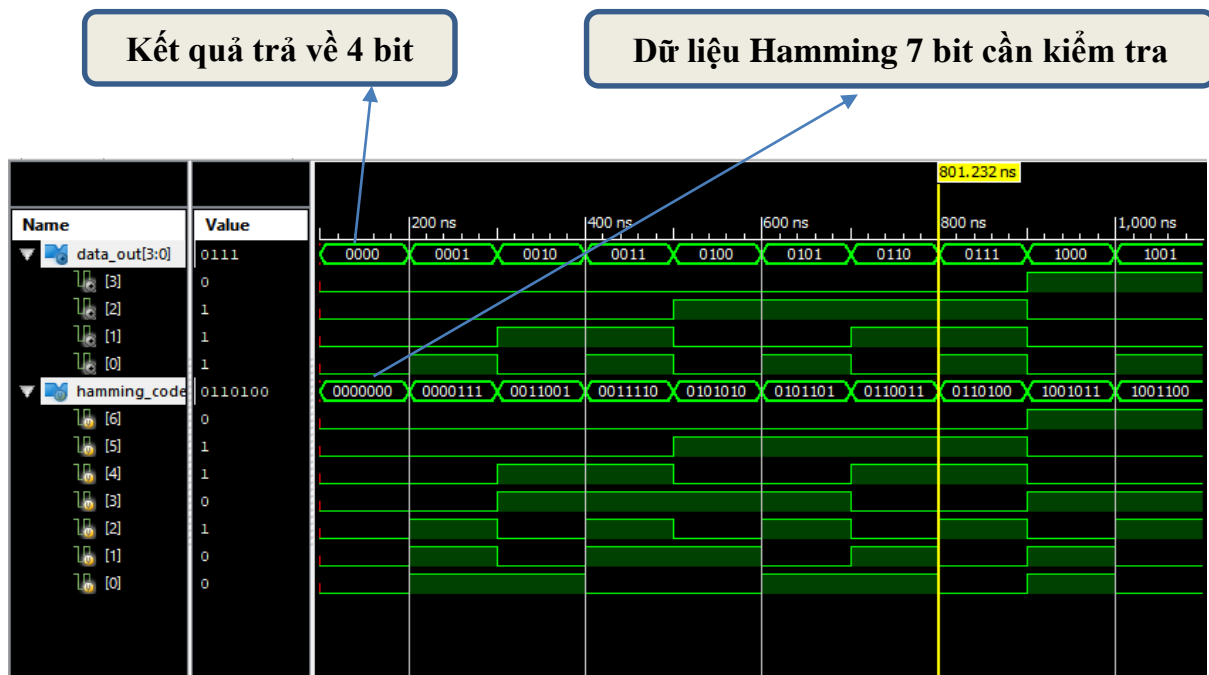 Kết quả trả về 4 bit
Dữ liệu Hamming 7 bit cần kiểm tra
801.232 ns
Name Value 200 ns 400 ns 600 ns 800 ns 1,000 ns
data_out[3:0] 0111 0000 0001 0010 0011 0100 0101 0110 0111 1000 1001
[3] 0
[2] 1
[1] 1
[0] 1
hamming_code 0110100 0000000 0000111 0011001 0011110 0101010 0101101 0110011 0110100 1001011 1001100
[6] 0
[5] 1
[4] 1
[3] 0
[2] 1
[1] 0
[0] 0